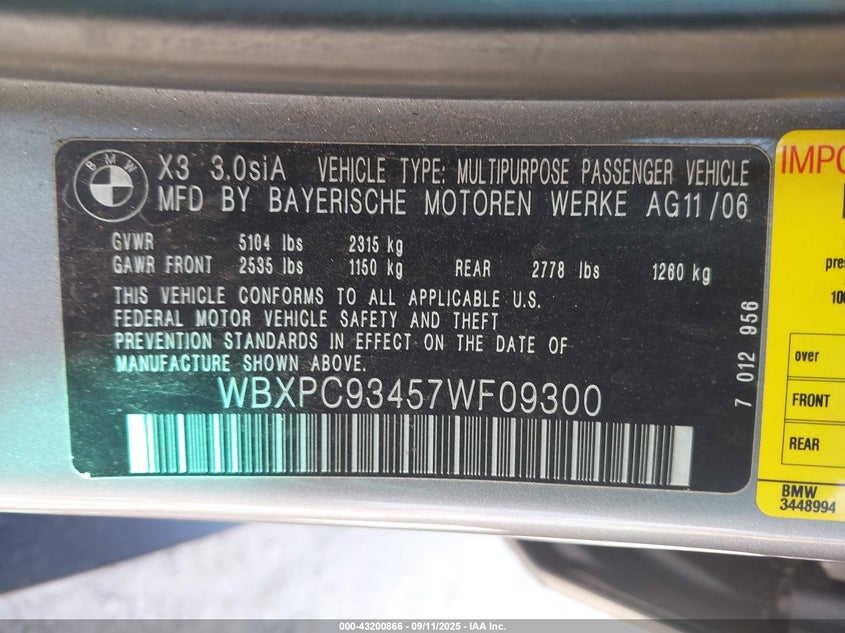 BMW
X3 3.0siA VEHICLE TYPE: MULTIPURPOSE PASSENGER VEHICLE
MFD BY BAYERISCHE MOTOREN WERKE AG11/06
GVWR 5104 lbs 2315 kg
GAWR FRONT 2535 lbs 1150 kg REAR 2778 lbs 1260 kg
THIS VEHICLE CONFORMS TO ALL APPLICABLE U.S.
FEDERAL MOTOR VEHICLE SAFETY AND THEFT
PREVENTION STANDARDS IN EFFECT ON THE DATE OF
MANUFACTURE SHOWN ABOVE.
WBXPC93457WF09300
7 012 956
over
FRONT
REAR
BMW
3448994
000-43200866 - 09/11/2025 - IAA Inc.